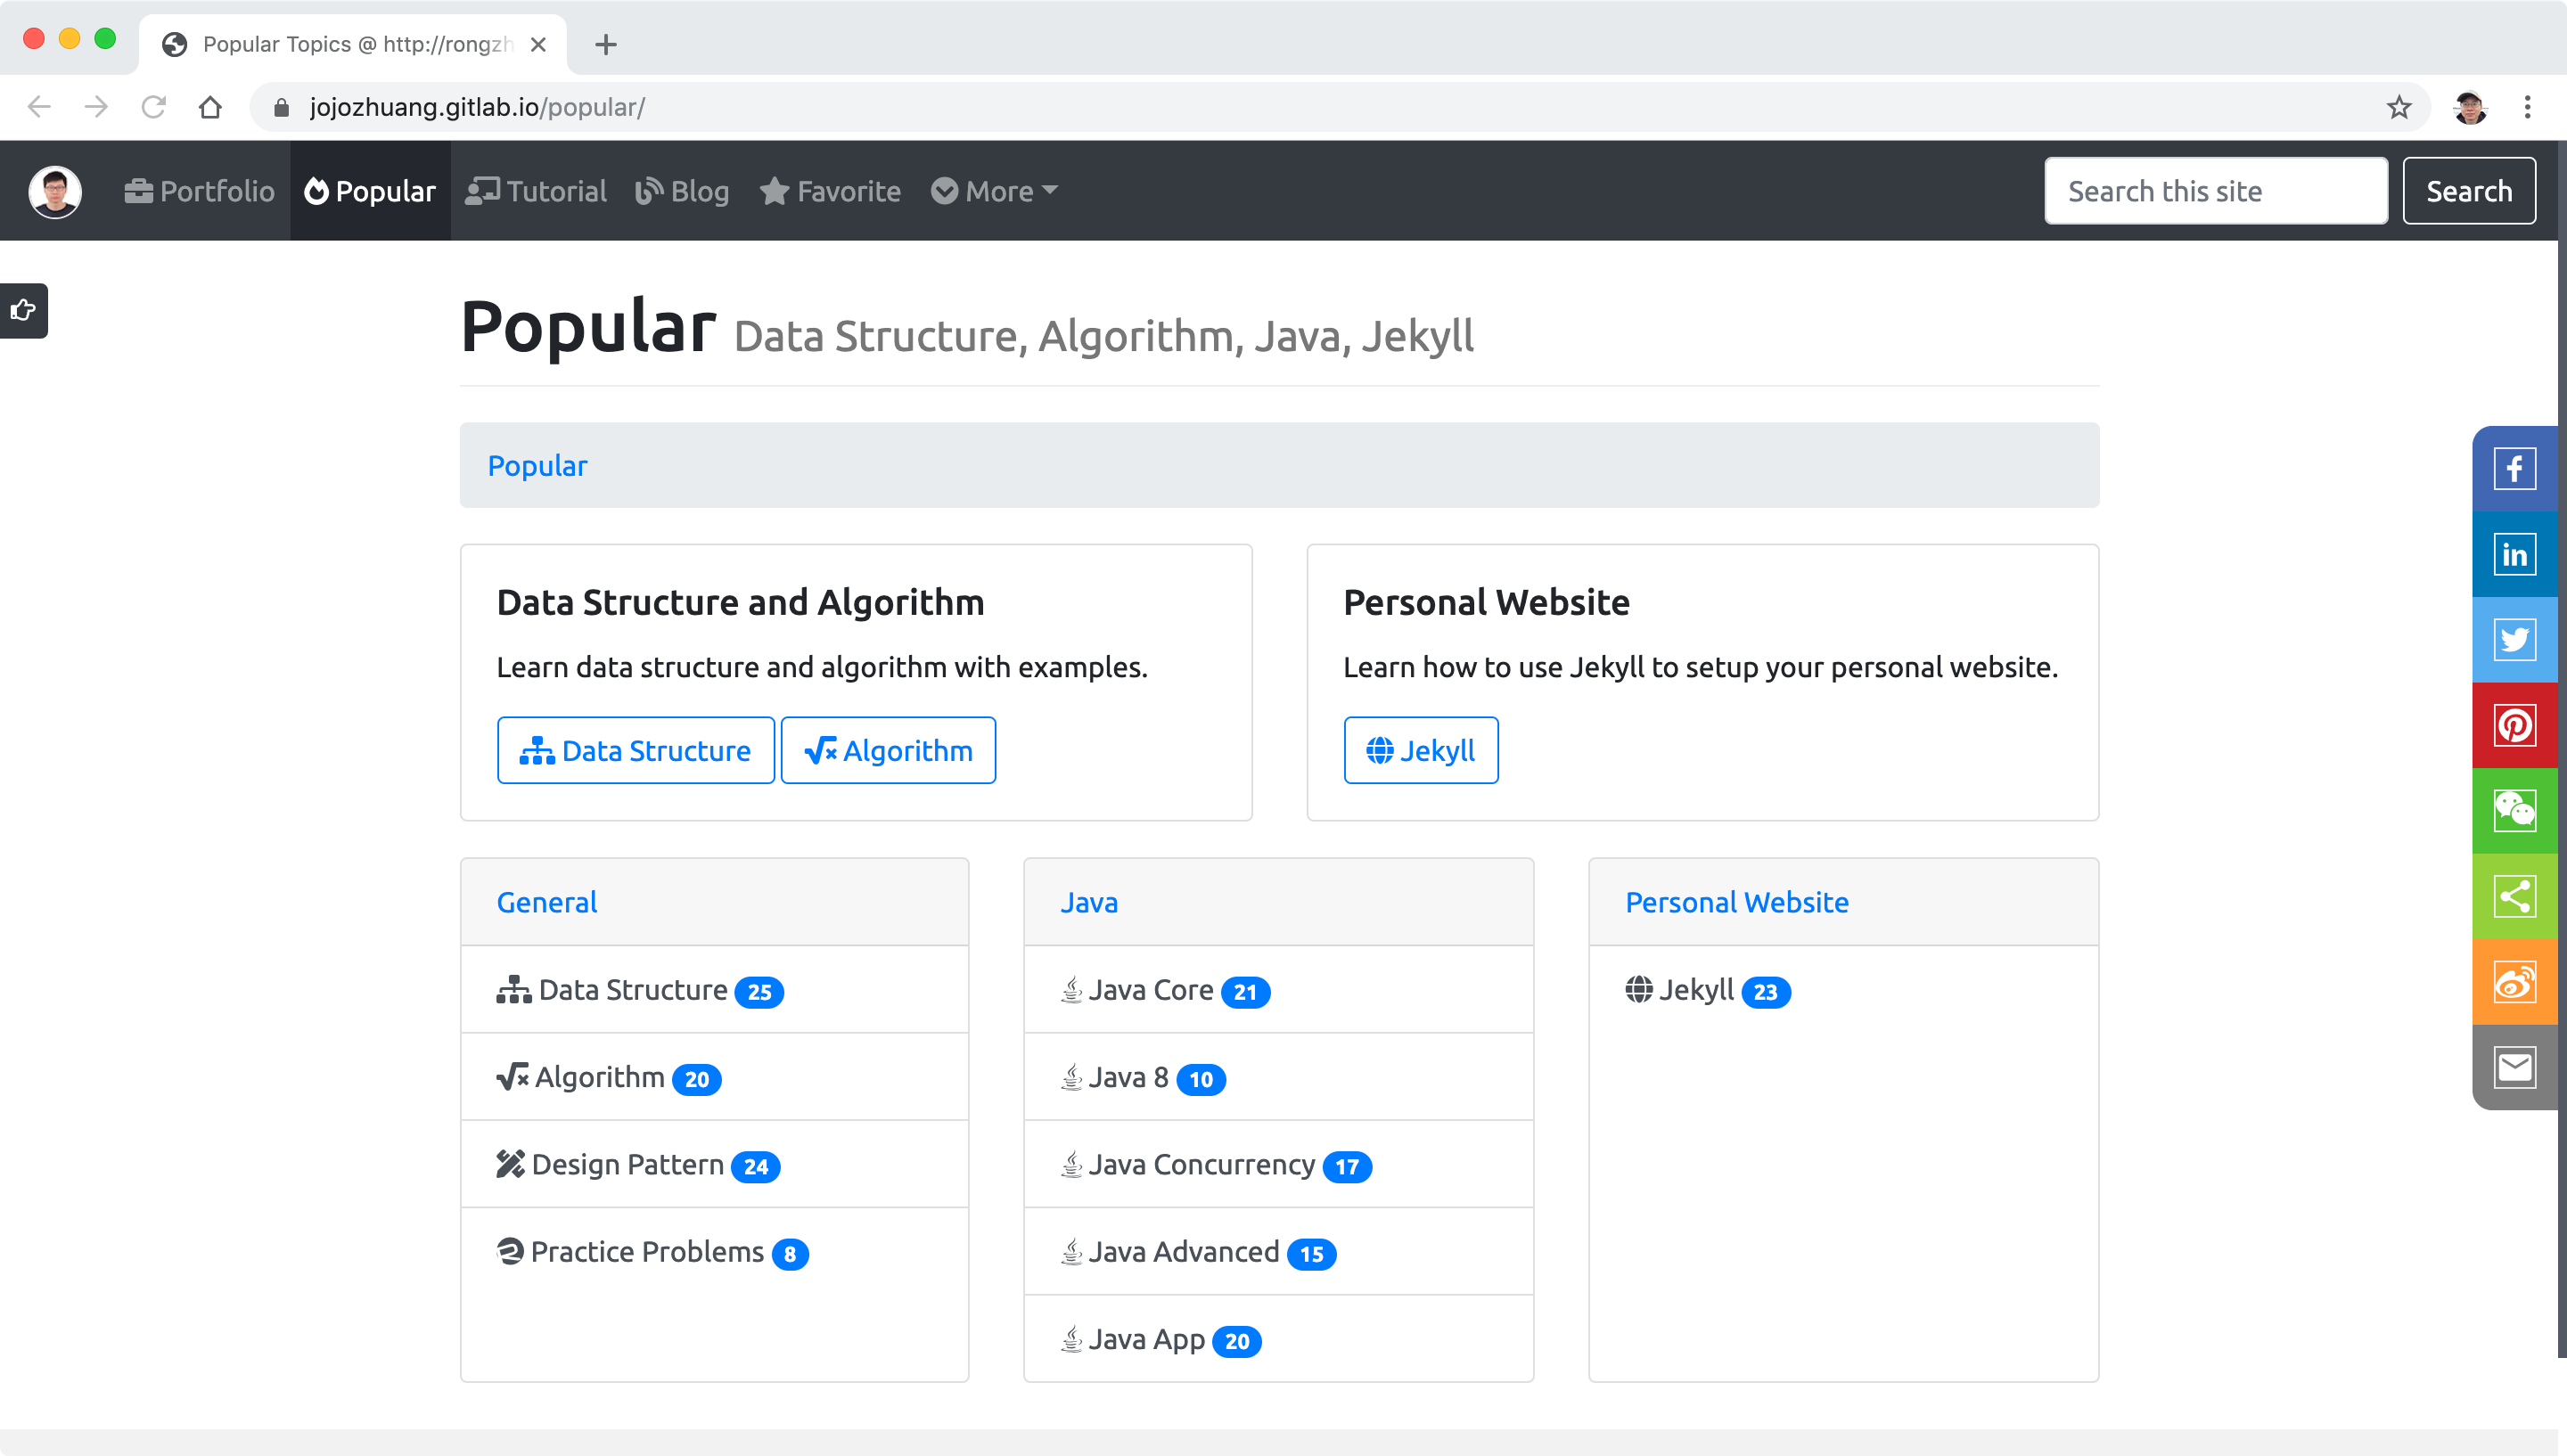 Popular Topics @ http://rongzh
jojozhuang.gitlab.io/popular/
Portfolio Popular Tutorial Blog Favorite More Search this site Search
Popular Data Structure, Algorithm, Java, Jekyll
Popular
Data Structure and Algorithm
Learn data structure and algorithm with examples.
Data Structure Algorithm
Personal Website
Learn how to use Jekyll to setup your personal website.
Jekyll
General
Data Structure 25
Algorithm 20
Design Pattern 24
Practice Problems 8
Java
Java Core 21
Java 8 10
Java Concurrency 17
Java Advanced 15
Java App 20
Personal Website
Jekyll 23